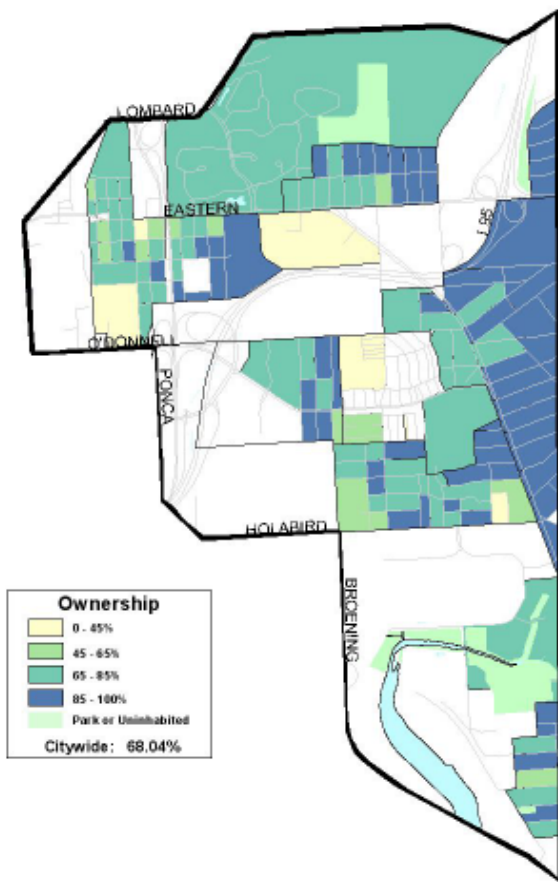 LOMBARD
EASTERN
I 95
O'DONNELL
PONCA
HOLABIRD
BROENING
Ownership
0 - 45%
45 - 65%
65 - 85%
85 - 100%
Park or Uninhabited
Citywide: 68.04%